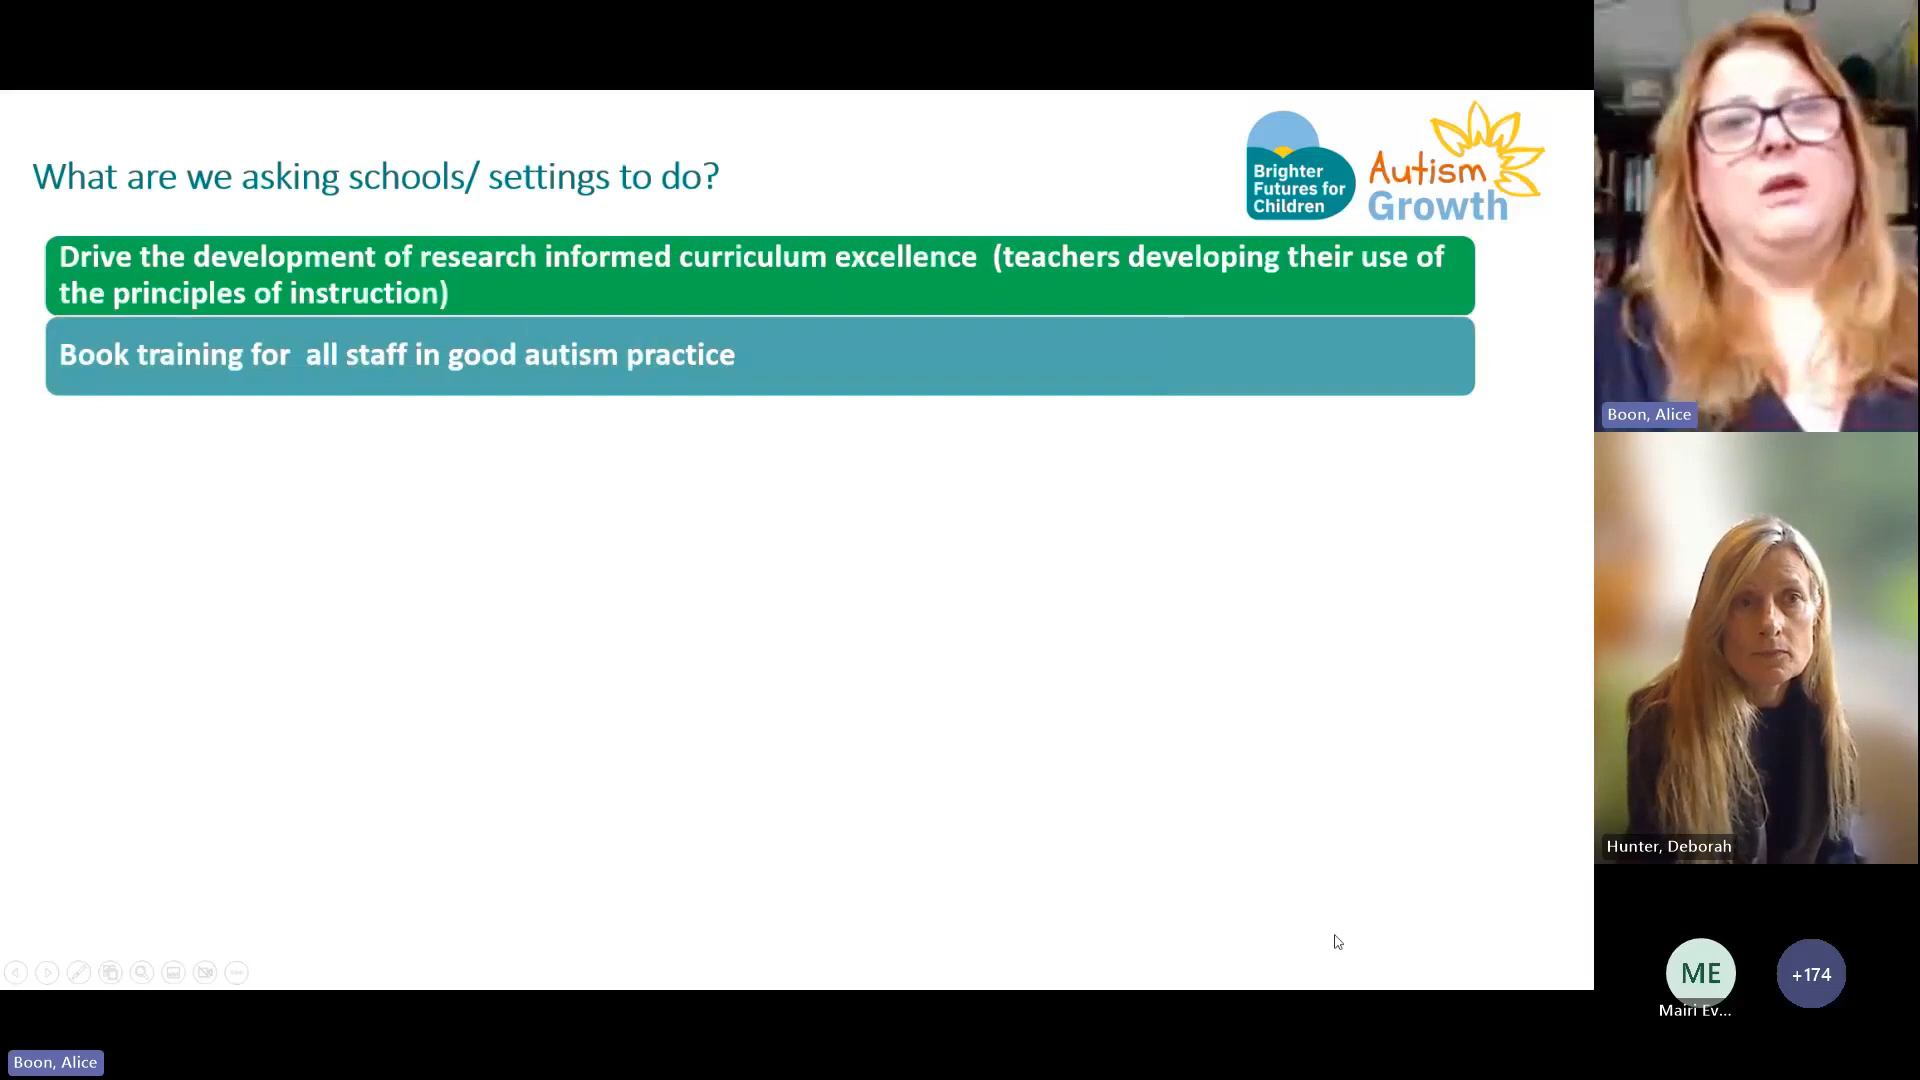 What are we asking schools/ settings to do?
Brighter
Futures for
Children
Autism
Growth
Drive the development of research informed curriculum excellence  (teachers developing their use of
the principles of instruction)
Book training for  all staff in good autism practice
Boon, Alice
Hunter, Deborah
ME
+174
Mairi Ev...
Boon, Alice